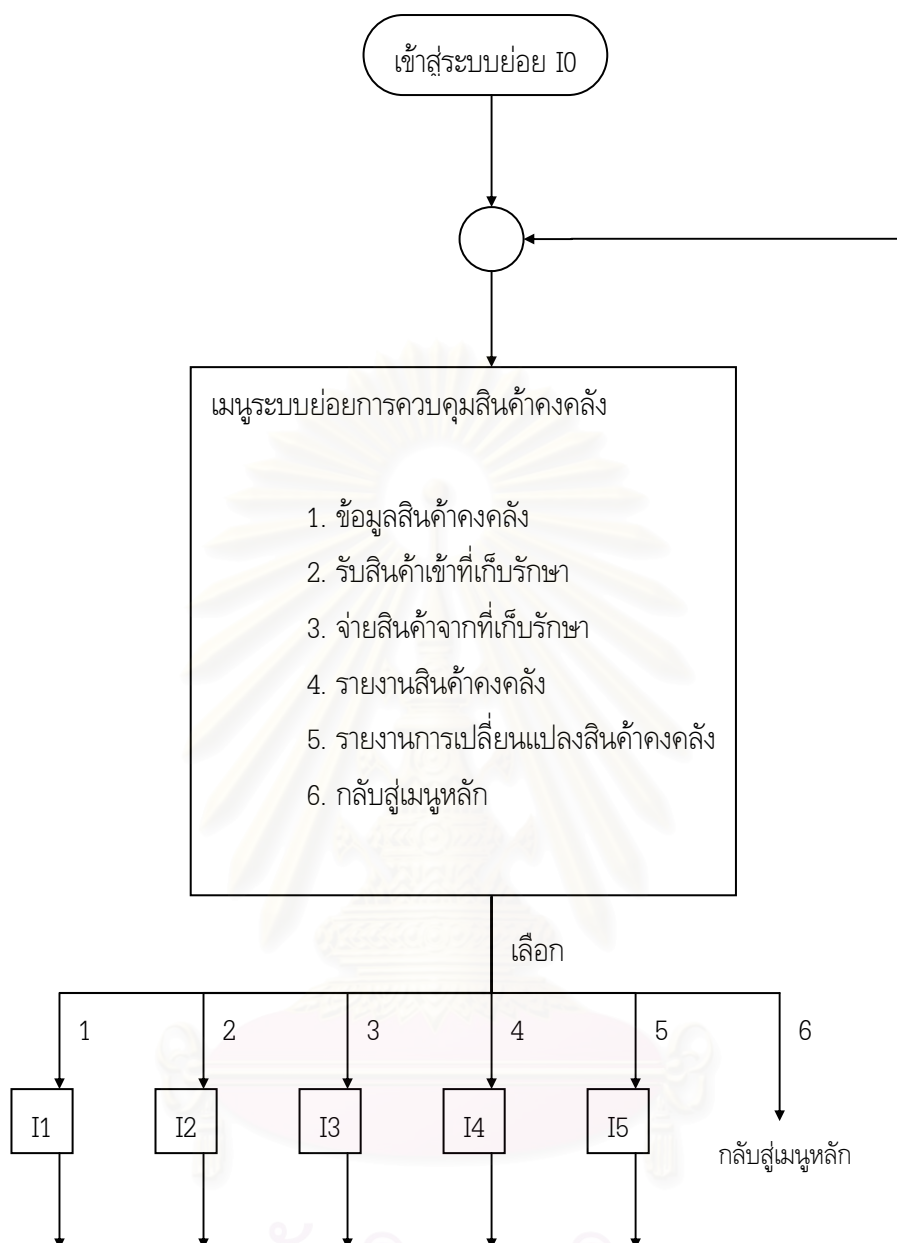 เข้าสู่ระบบย่อย I0
เมนูระบบย่อยการควบคุมสินค้าคงคลัง
1. ข้อมูลสินค้าคงคลัง
2. รับสินค้าเข้าที่เก็บรักษา
3. จ่ายสินค้าจากที่เก็บรักษา
4. รายงานสินค้าคงคลัง
5. รายงานการเปลี่ยนแปลงสินค้าคงคลัง
6. กลับสู่เมนูหลัก
เลือก
1 2 3 4 5 6
I1 I2 I3 I4 I5
กลับสู่เมนูหลัก